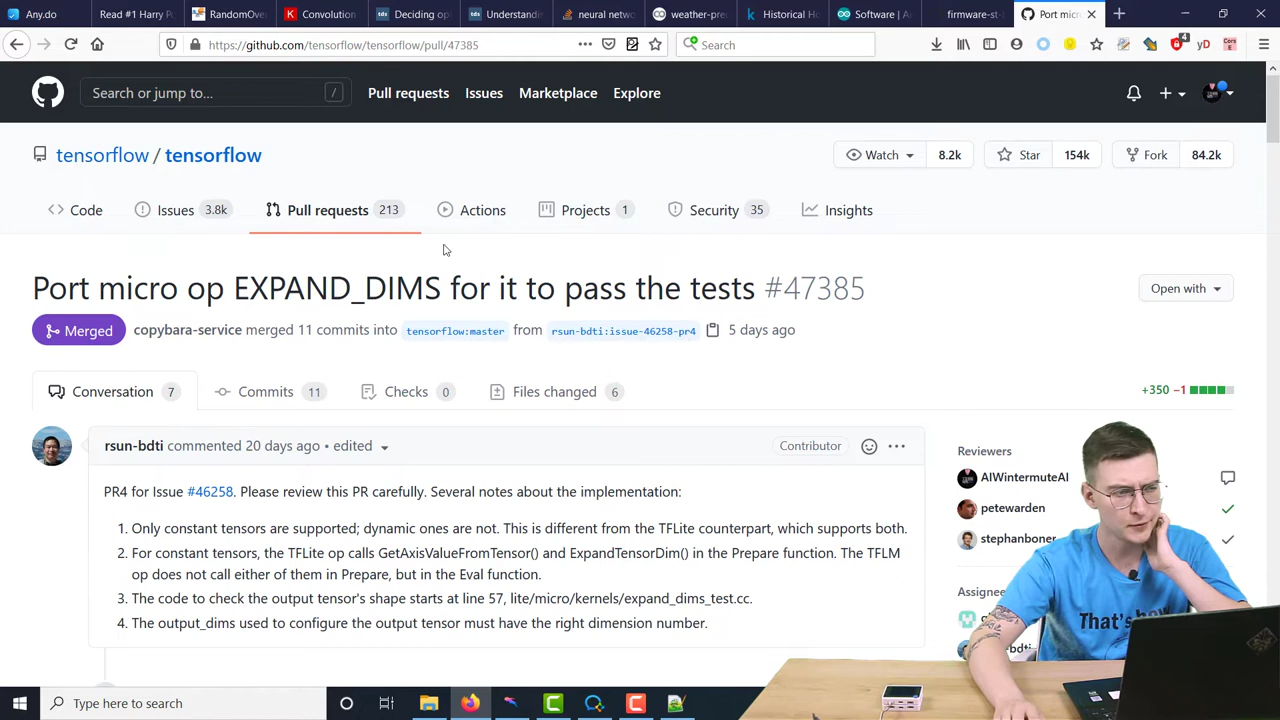 Any.do
Read #1 Harry P
RandomOve
Convolution
Deciding op
Understandin
neural netwo
weather-pred
Historical Ho
Software | A
firmware-st-
Port micr
https://github.com/tensorflow/tensorflow/pull/47385
Search
4
yD
Search or jump to...
/
Pull requests
Issues
Marketplace
Explore
tensorflow / tensorflow
Watch
8.2k
Star
154k
Fork
84.2k
Code
Issues 3.8k
Pull requests 213
Actions
Projects 1
Security 35
Insights
Port micro op EXPAND_DIMS for it to pass the tests #47385
Open with
Merged
copybara-service merged 11 commits into tensorflow:master from rsun-bdti:issue-46258-pr4 5 days ago
Conversation 7
Commits 11
Checks 0
Files changed 6
+350 −1
rsun-bdti commented 20 days ago • edited
Contributor
PR4 for Issue #46258. Please review this PR carefully. Several notes about the implementation:
1. Only constant tensors are supported; dynamic ones are not. This is different from the TFLite counterpart, which supports both.
2. For constant tensors, the TFLite op calls GetAxisValueFromTensor() and ExpandTensorDim() in the Prepare function. The TFLM
op does not call either of them in Prepare, but in the Eval function.
3. The code to check the output tensor's shape starts at line 57, lite/micro/kernels/expand_dims_test.cc.
4. The output_dims used to configure the output tensor must have the right dimension number.
Reviewers
AIWintermuteAI
petewarden
stephanboner
Assignee
-bdti
That's how
Type here to search